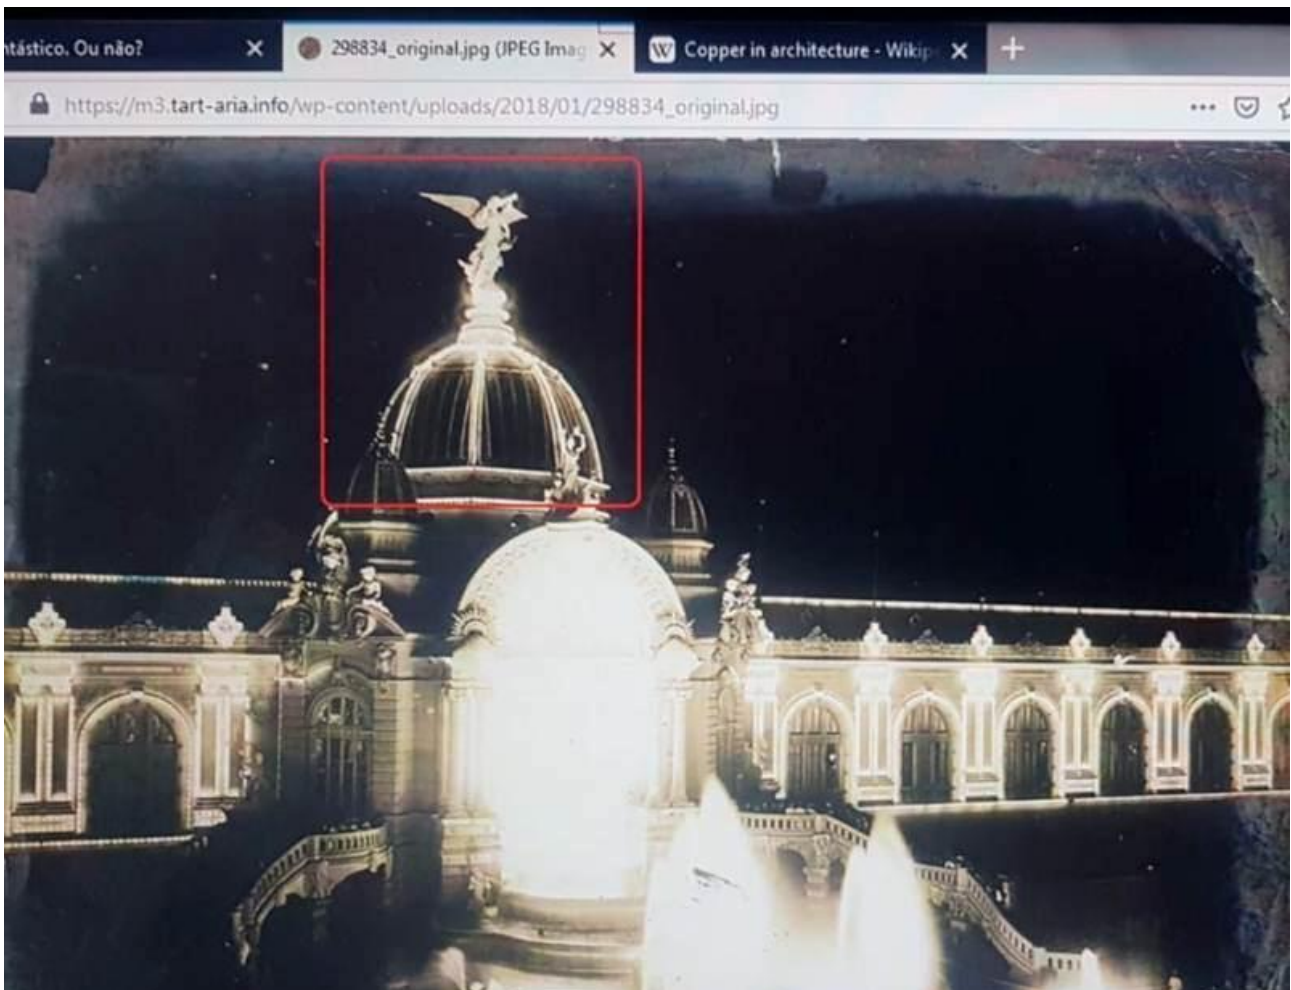 ntástico. Ou não?
298834_original.jpg (JPEG Imag
W Copper in architecture - Wikip
https://m3.tart-aria.info/wp-content/uploads/2018/01/298834_original.jpg